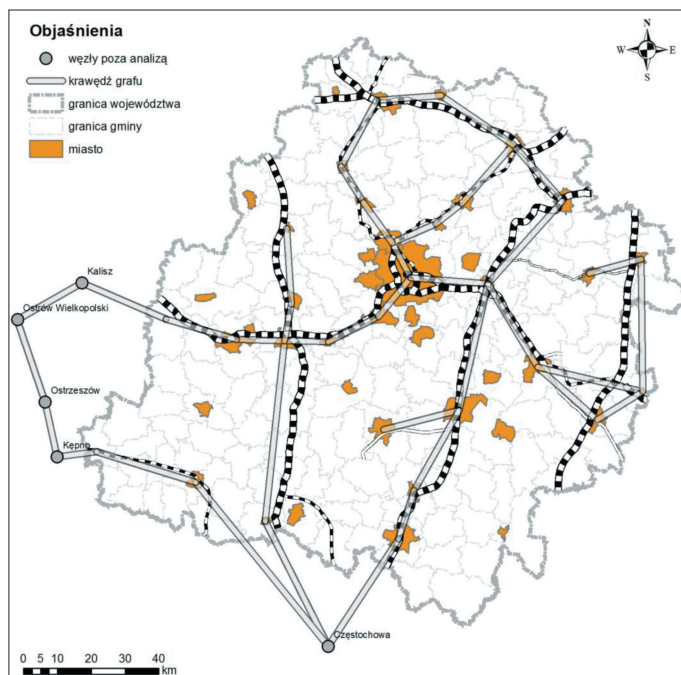 Objaśnienia
węzły poza analizą
krawędź grafu
granica województwa
granica gminy
miasto
N
W E
S
Kalisz
Ostrów Wielkopolski
Ostrzeszów
Kępno
Częstochowa
0 5 10 20 30 40
km